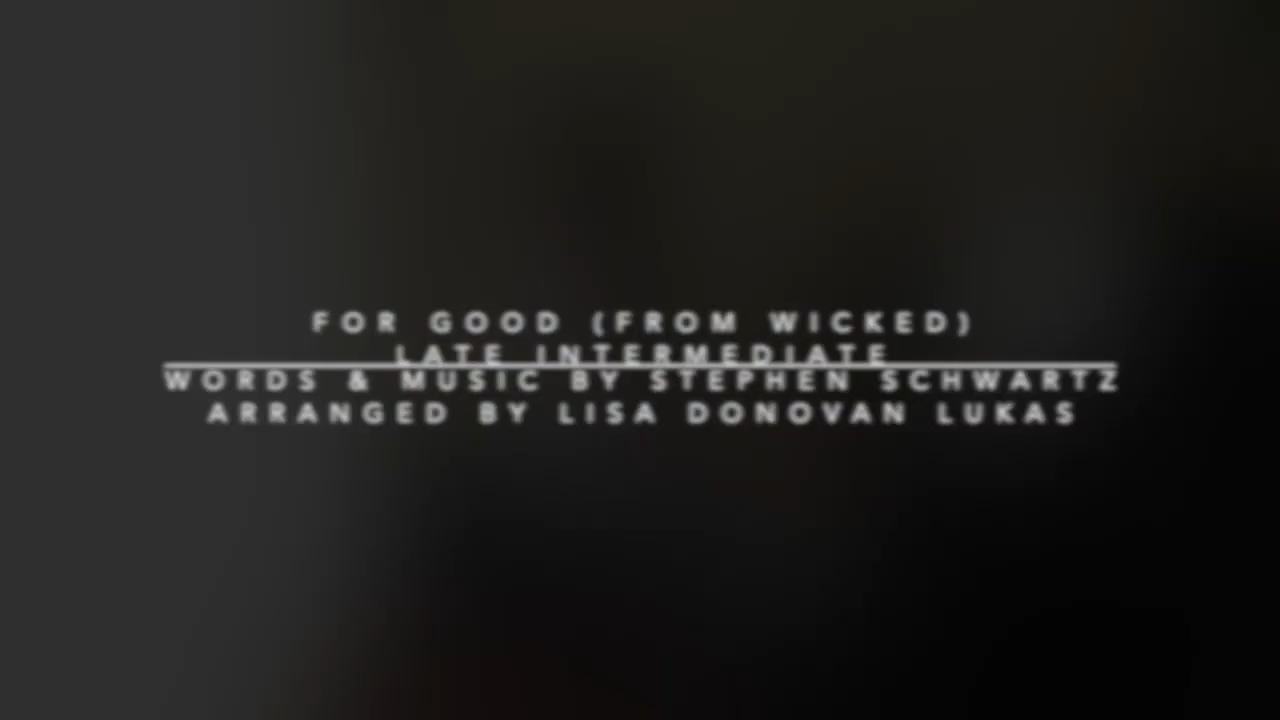 FOR GOOD (FROM WICKED)
LATE INTERMEDIATE
WORDS & MUSIC BY STEPHEN SCHWARTZ
ARRANGED BY LISA DONOVAN LUKAS